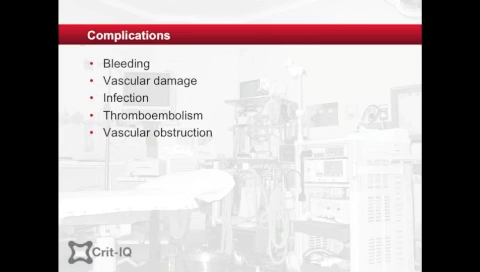 Complications
• Bleeding
• Vascular damage
• Infection
• Thromboembolism
• Vascular obstruction
Crit-IQ